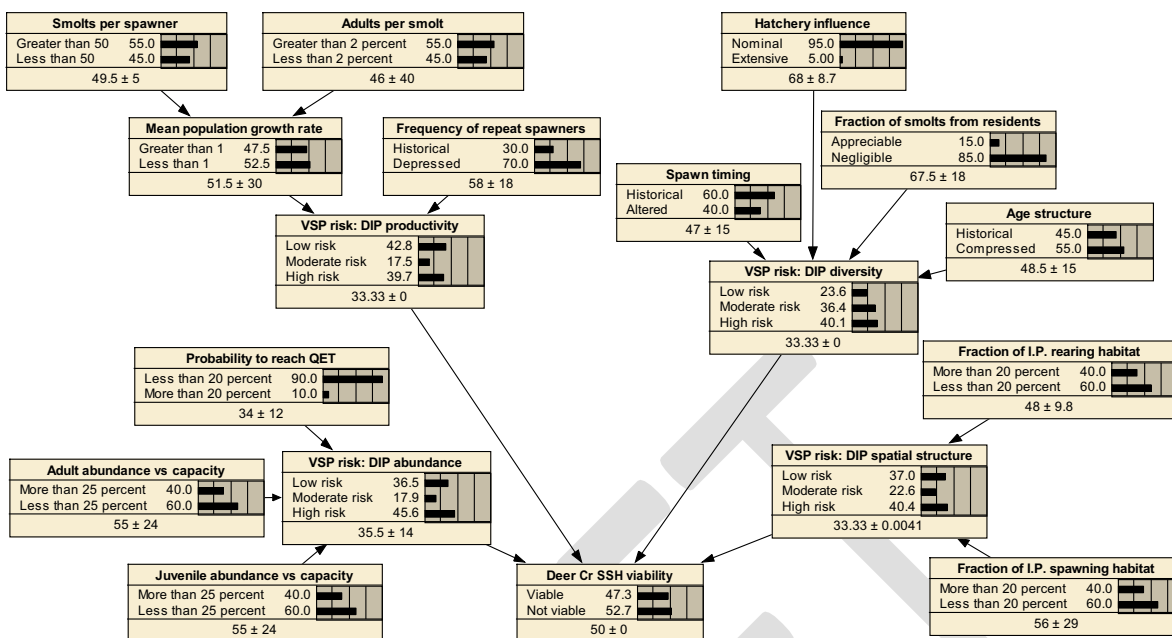 Smolts per spawner
Greater than 50 55.0
Less than 50 45.0
49.5 ± 5
Adults per smolt
Greater than 2 percent 55.0
Less than 2 percent 45.0
46 ± 40
Hatchery influence
Nominal 95.0
Extensive 5.00
68 ± 8.7
Mean population growth rate
Greater than 1 47.5
Less than 1 52.5
51.5 ± 30
Frequency of repeat spawners
Historical 30.0
Depressed 70.0
58 ± 18
Fraction of smolts from residents
Appreciable 15.0
Negligible 85.0
67.5 ± 18
Spawn timing
Historical 60.0
Altered 40.0
47 ± 15
Age structure
Historical 45.0
Compressed 55.0
48.5 ± 15
VSP risk: DIP productivity
Low risk 42.8
Moderate risk 17.5
High risk 39.7
33.33 ± 0
VSP risk: DIP diversity
Low risk 23.6
Moderate risk 36.4
High risk 40.1
33.33 ± 0
Probability to reach QET
Less than 20 percent 90.0
More than 20 percent 10.0
34 ± 12
Fraction of I.P. rearing habitat
More than 20 percent 40.0
Less than 20 percent 60.0
48 ± 9.8
Adult abundance vs capacity
More than 25 percent 40.0
Less than 25 percent 60.0
55 ± 24
VSP risk: DIP abundance
Low risk 36.5
Moderate risk 17.9
High risk 45.6
35.5 ± 14
VSP risk: DIP spatial structure
Low risk 37.0
Moderate risk 22.6
High risk 40.4
33.33 ± 0.0041
Juvenile abundance vs capacity
More than 25 percent 40.0
Less than 25 percent 60.0
55 ± 24
Deer Cr SSH viability
Viable 47.3
Not viable 52.7
50 ± 0
Fraction of I.P. spawning habitat
More than 20 percent 40.0
Less than 20 percent 60.0
56 ± 29